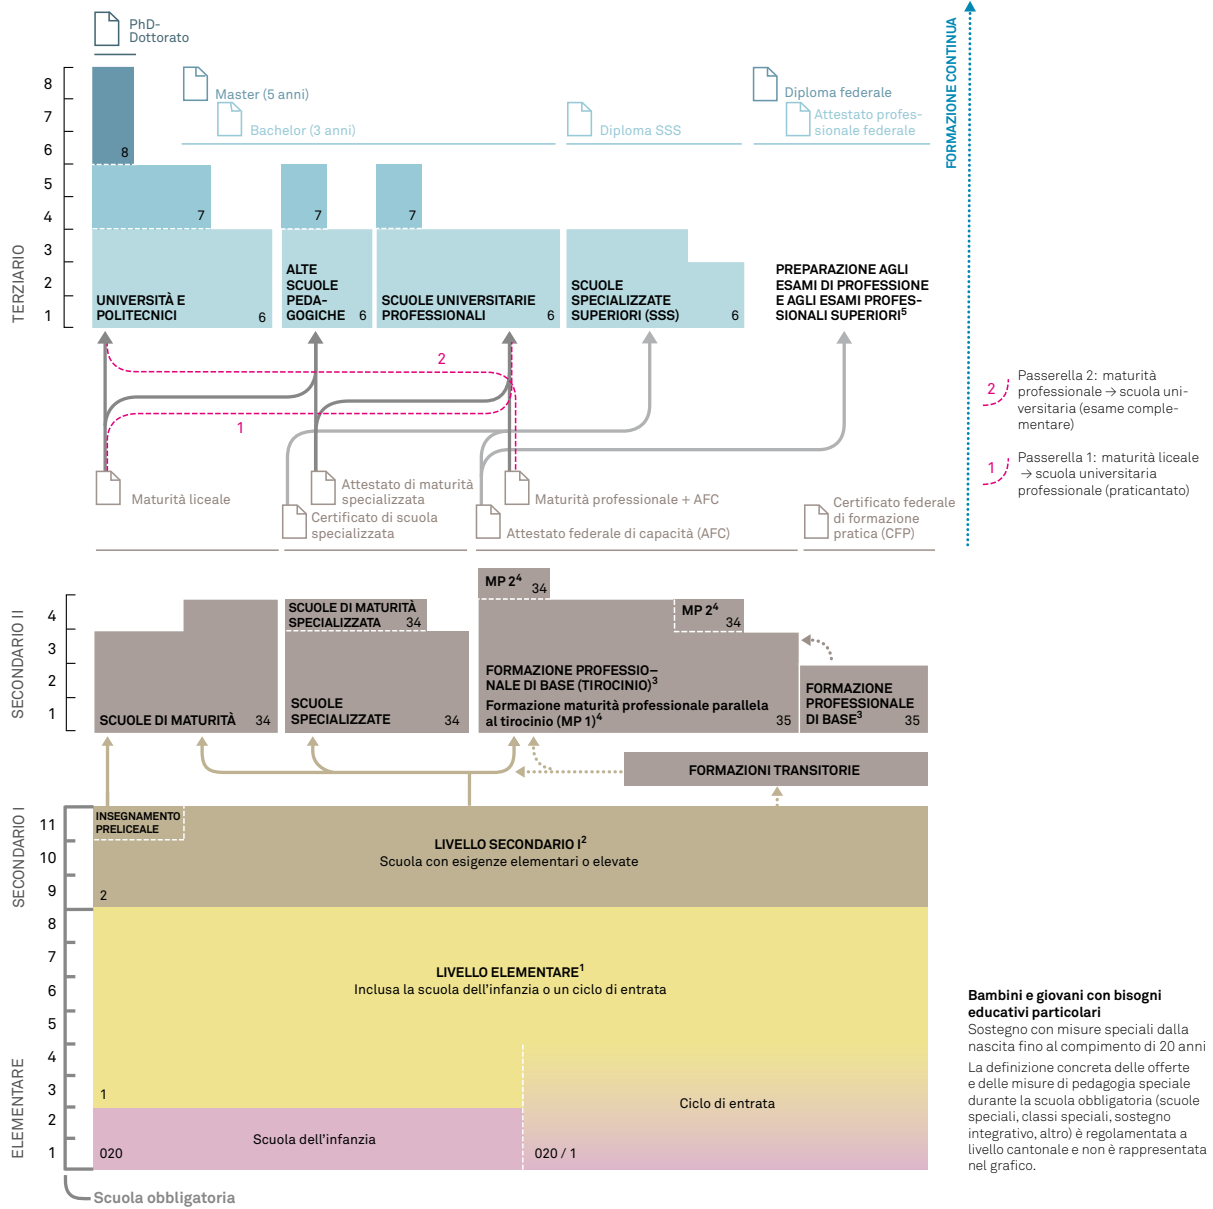 PhD-
Dottorato
Master (5 anni)
Bachelor (3 anni)
Diploma SSS
Diploma federale
Attestato profes-
sionale federale
FORMAZIONE CONTINUA
TERZIARIO
8
7
6
5
4
3
2
1
8
7
7
7
UNIVERSITÀ E
POLITECNICI
6
ALTE
SCUOLE
PEDA-
GOGICHE
6
SCUOLE UNIVERSITARIE
PROFESSIONALI
6
SCUOLE
SPECIALIZZATE
SUPERIORI (SSS)
6
PREPARAZIONE AGLI
ESAMI DI PROFESSIONE
E AGLI ESAMI PROFES-
SIONALI SUPERIORI5
2
1
2
Passerella 2: maturità
professionale → scuola uni-
versitaria (esame comple-
mentare)
1
Passerella 1: maturità liceale
→ scuola universitaria
professionale (praticantato)
Maturità liceale
Attestato di maturità
specializzata
Certificato di scuola
specializzata
Maturità professionale + AFC
Attestato federale di capacità (AFC)
Certificato federale
di formazione
pratica (CFP)
SECONDARIO II
4
3
2
1
SCUOLE DI MATURITÀ
34
SCUOLE DI MATURITÀ
SPECIALIZZATA
34
SCUOLE
SPECIALIZZATE
34
MP 24
34
MP 24
34
FORMAZIONE PROFESSIO–
NALE DI BASE (TIROCINIO)3
Formazione maturità professionale parallela
al tirocinio (MP 1)4
35
FORMAZIONE
PROFESSIONALE
DI BASE3
35
FORMAZIONI TRANSITORIE
SECONDARIO I
11
10
9
INSEGNAMENTO
PRELICEALE
LIVELLO SECONDARIO I2
Scuola con esigenze elementari o elevate
2
ELEMENTARE
8
7
6
5
4
3
2
1
LIVELLO ELEMENTARE1
Inclusa la scuola dell'infanzia o un ciclo di entrata
1
Scuola dell'infanzia
020
Ciclo di entrata
020 / 1
Scuola obbligatoria
Bambini e giovani con bisogni
educativi particolari
Sostegno con misure speciali dalla
nascita fino al compimento di 20 anni
La definizione concreta delle offerte
e delle misure di pedagogia speciale
durante la scuola obbligatoria (scuole
speciali, classi speciali, sostegno
integrativo, altro) è regolamentata a
livello cantonale e non è rappresentata
nel grafico.